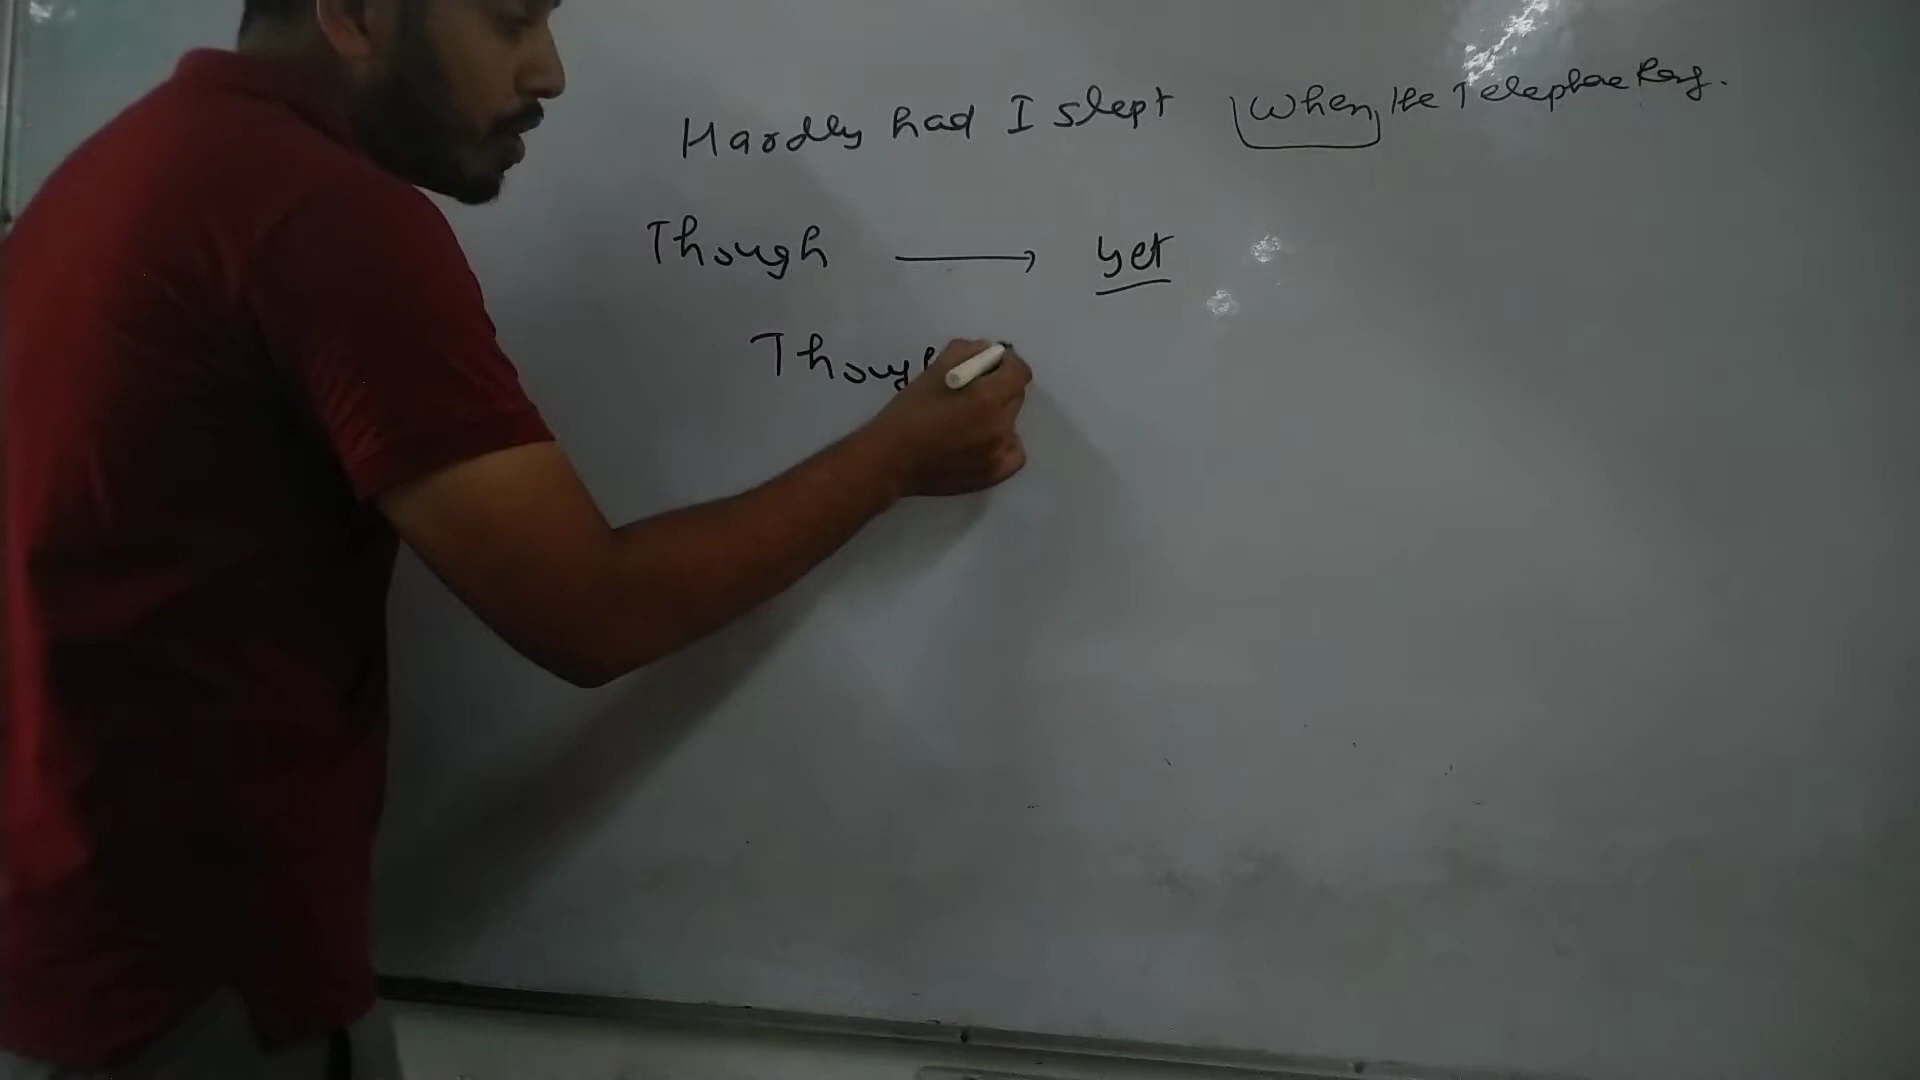 Hardly had I slept When the Telephone Rang.
Though → yet
Though